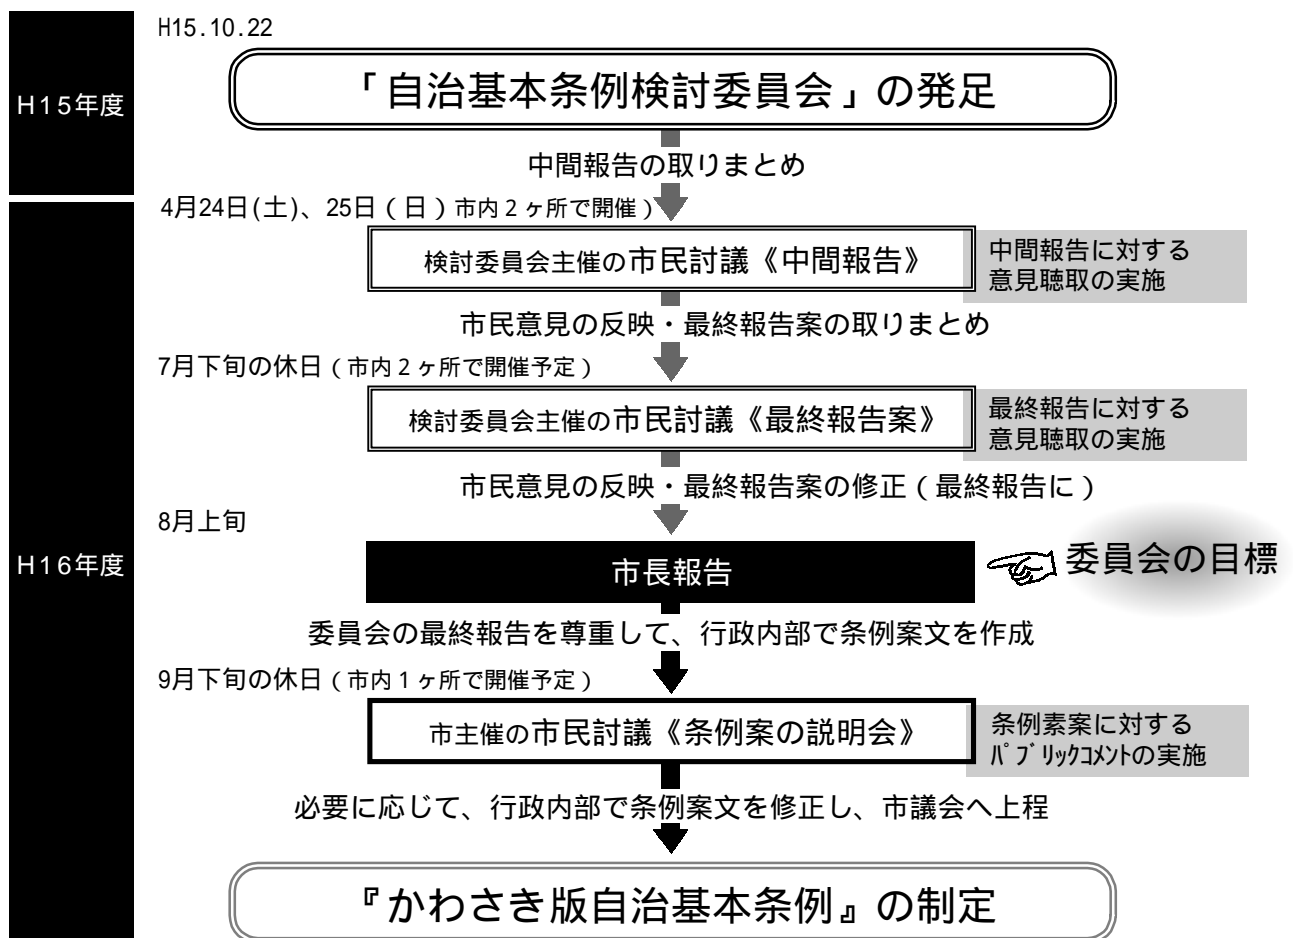 H15.10.22
H15年度
「自治基本条例検討委員会」の発足
中間報告の取りまとめ
4月24日(土)、25日（日）市内２ヶ所で開催）
検討委員会主催の市民討議《中間報告》
中間報告に対する
意見聴取の実施
市民意見の反映・最終報告案の取りまとめ
7月下旬の休日（市内２ヶ所で開催予定）
検討委員会主催の市民討議《最終報告案》
最終報告に対する
意見聴取の実施
市民意見の反映・最終報告案の修正（最終報告に）
8月上旬
H16年度
市長報告
委員会の目標
委員会の最終報告を尊重して、行政内部で条例案文を作成
9月下旬の休日（市内１ヶ所で開催予定）
市主催の市民討議《条例案の説明会》
条例素案に対する
ﾊﾟﾌﾞﾘｯｸｺﾒﾝﾄの実施
必要に応じて、行政内部で条例案文を修正し、市議会へ上程
『かわさき版自治基本条例』の制定